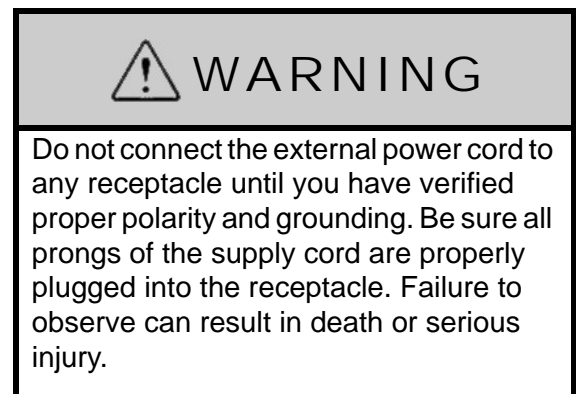 WARNING
Do not connect the external power cord to
any receptacle until you have verified
proper polarity and grounding. Be sure all
prongs of the supply cord are properly
plugged into the receptacle. Failure to
observe can result in death or serious
injury.